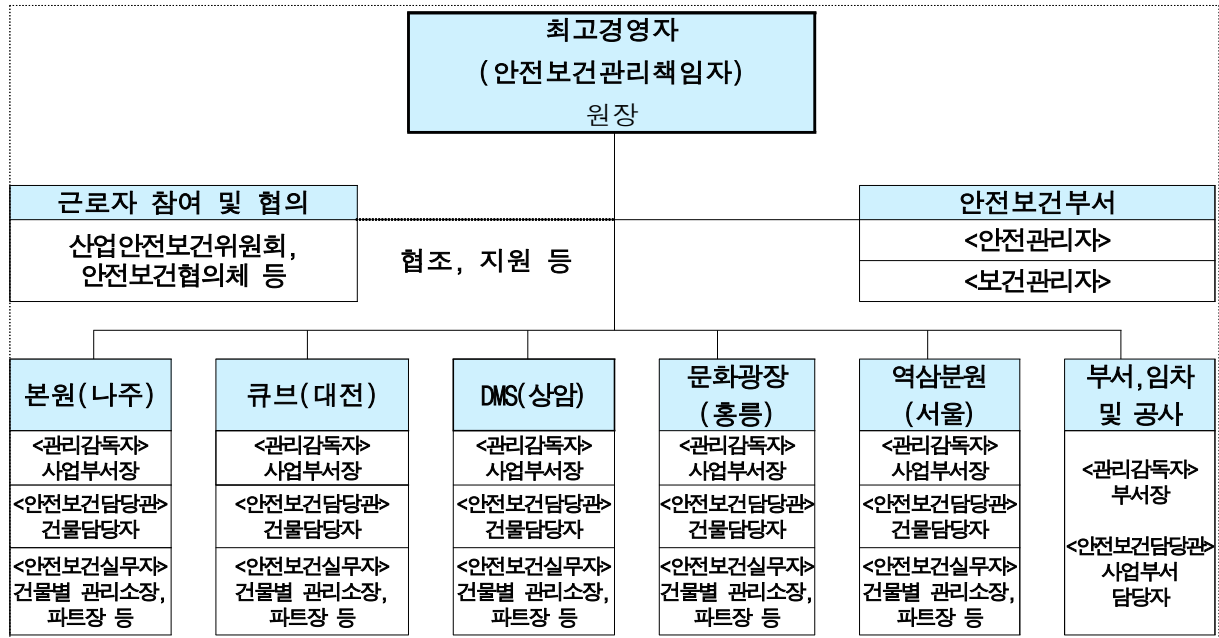 최고경영자
(안전보건관리책임자)
원장
근로자 참여 및 협의
산업안전보건위원회,
안전보건협의체 등
협조, 지원 등
안전보건부서
<안전관리자>
<보건관리자>
본원(나주)
<관리감독자>
사업부서장
<안전보건담당관>
건물담당자
<안전보건실무자>
건물별 관리소장,
파트장 등
큐브(대전)
<관리감독자>
사업부서장
<안전보건담당관>
건물담당자
<안전보건실무자>
건물별 관리소장,
파트장 등
DMS(상암)
<관리감독자>
사업부서장
<안전보건담당관>
건물담당자
<안전보건실무자>
건물별 관리소장,
파트장 등
문화광장
(홍릉)
<관리감독자>
사업부서장
<안전보건담당관>
건물담당자
<안전보건실무자>
건물별 관리소장,
파트장 등
역삼분원
(서울)
<관리감독자>
사업부서장
<안전보건담당관>
건물담당자
<안전보건실무자>
건물별 관리소장,
파트장 등
부서,임차
및 공사
<관리감독자>
부서장
<안전보건담당관>
사업부서
담당자